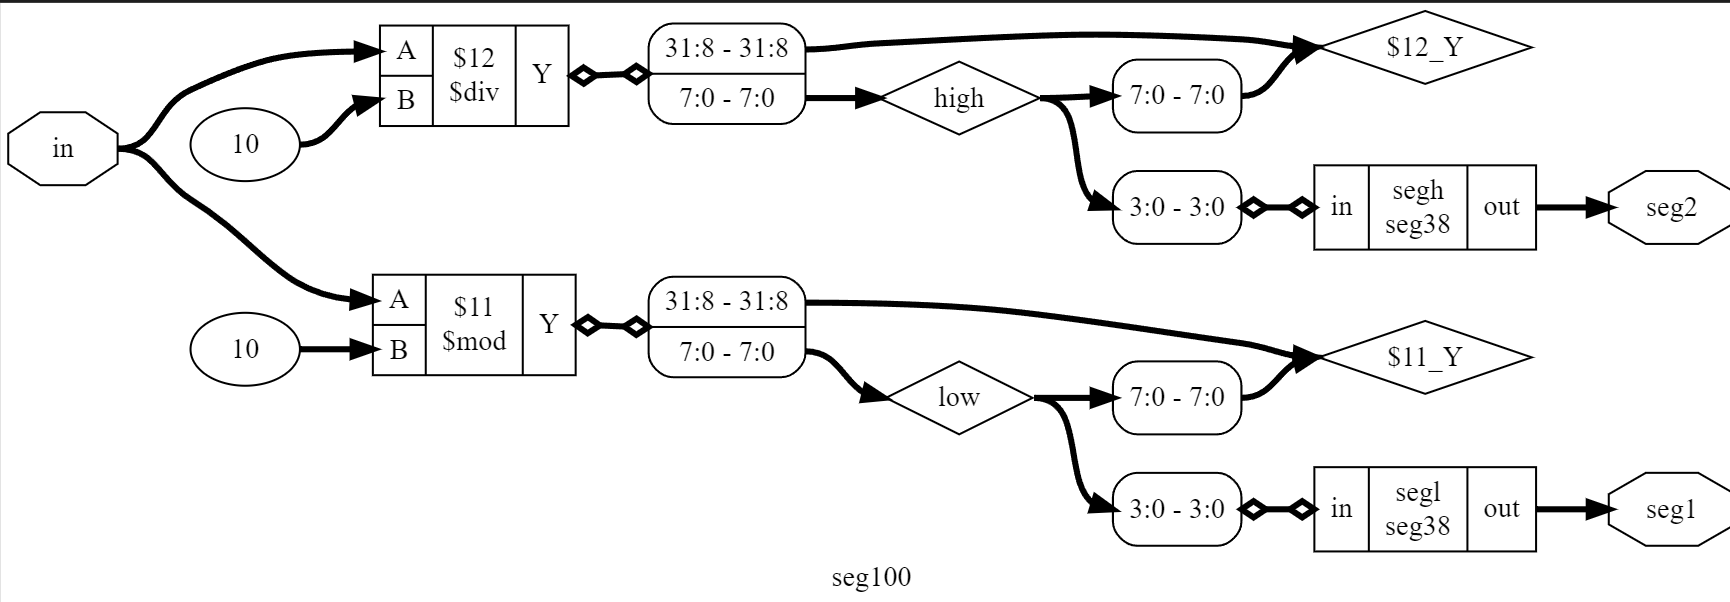 in
10
A
B
$12
$div
Y
31:8 - 31:8
7:0 - 7:0
high
7:0 - 7:0
$12_Y
3:0 - 3:0
in
segh
seg38
out
seg2
10
A
B
$11
$mod
Y
31:8 - 31:8
7:0 - 7:0
low
7:0 - 7:0
$11_Y
3:0 - 3:0
in
segl
seg38
out
seg1
seg100